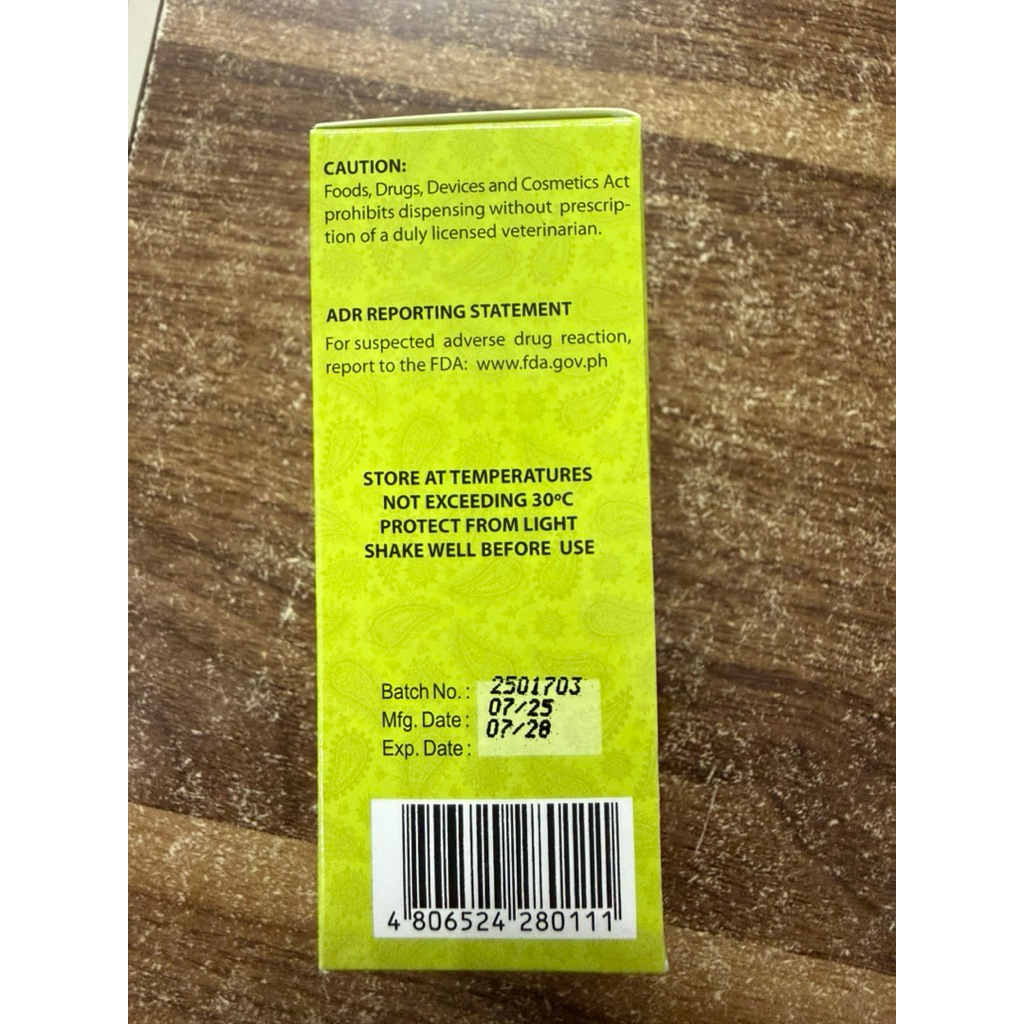 CAUTION:
Foods, Drugs, Devices and Cosmetics Act
prohibits dispensing without prescrip-
tion of a duly licensed veterinarian.
ADR REPORTING STATEMENT
For suspected adverse drug reaction,
report to the FDA: www.fda.gov.ph
STORE AT TEMPERATURES
NOT EXCEEDING 30ºC
PROTECT FROM LIGHT
SHAKE WELL BEFORE USE
Batch No.: 2501703
Mfg. Date: 07/25
Exp. Date: 07/28
4 806524 280111